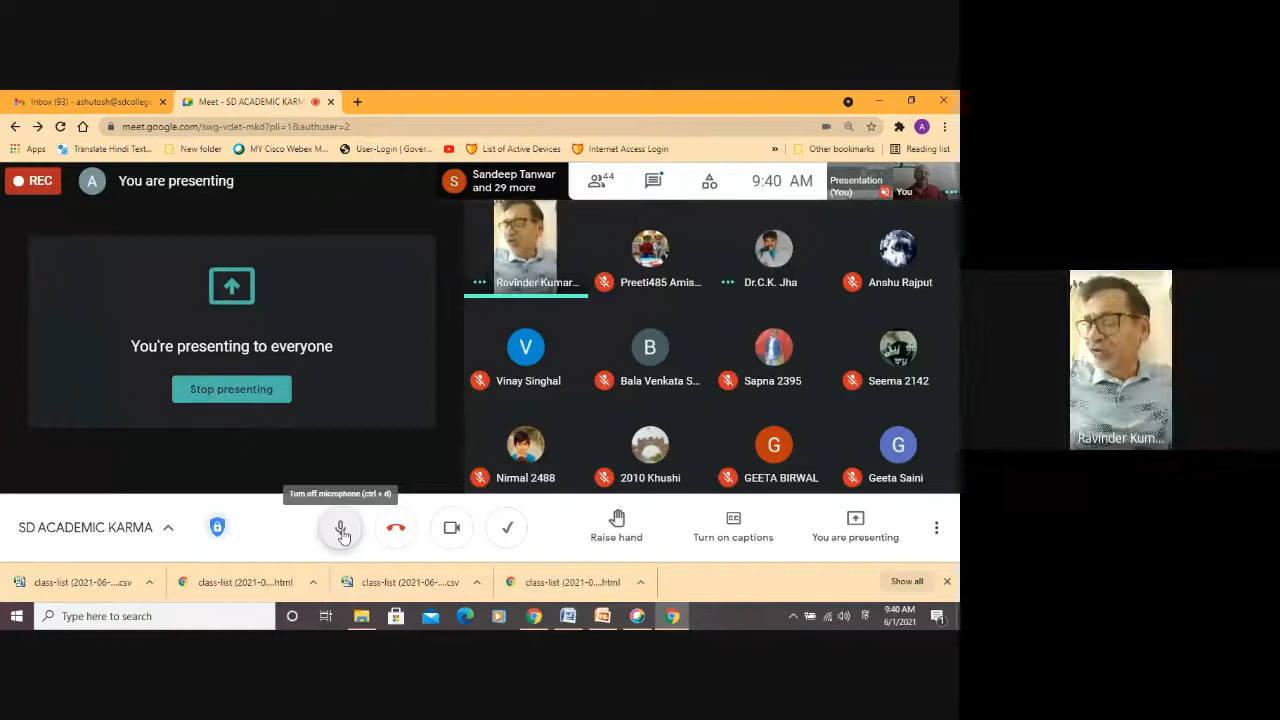 Inbox (93) - ashutosh@sdcolleg
Meet - SD ACADEMIC KARM
meet.google.com/swg-vdet-mkd?pli=1&authuser=2
Apps
Translate Hindi Text...
New folder
MY Cisco Webex M...
User-Login | Gover...
List of Active Devices
Internet Access Login
»
Other bookmarks
Reading list
REC
A
You are presenting
S
Sandeep Tanwar
and 29 more
44
9:40 AM
Presentation
(You)
You
Ravinder Kumar...
Preeti485 Amis...
Dr.C.K. Jha
Anshu Rajput
V
B
Vinay Singhal
Bala Venkata S...
Sapna 2395
Seema 2142
G
G
Nirmal 2488
2010 Khushi
GEETA BIRWAL
Geeta Saini
You're presenting to everyone
Stop presenting
Ravinder Kum...
Turn off microphone (ctrl + d)
SD ACADEMIC KARMA
Raise hand
Turn on captions
You are presenting
class-list (2021-06-....csv
class-list (2021-0....html
class-list (2021-06-....csv
class-list (2021-0....html
Show all
Type here to search
9:40 AM
6/1/2021